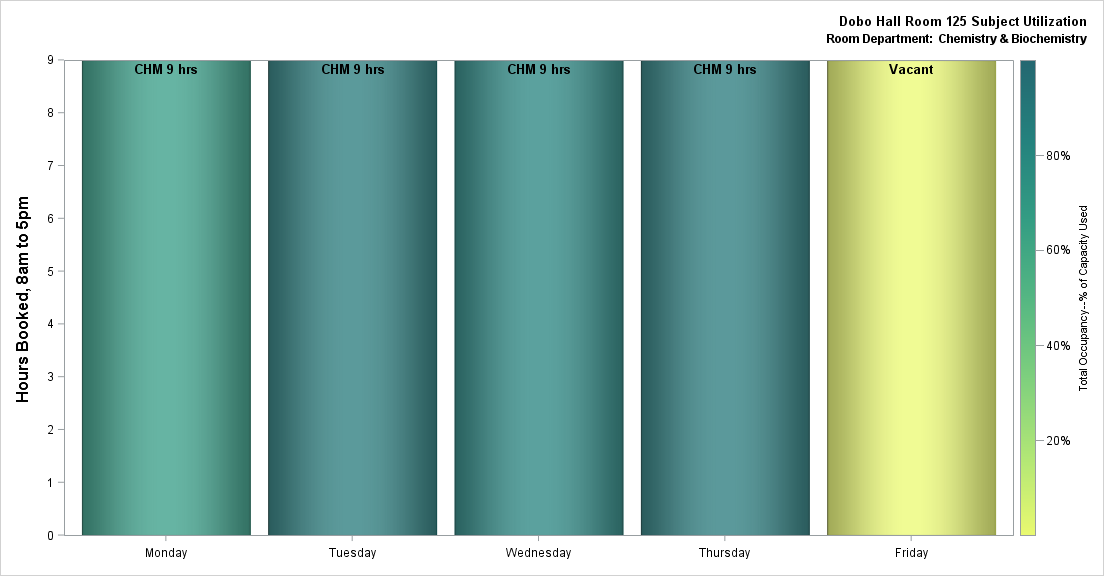 Dobo Hall Room 125 Subject Utilization
Room Department: Chemistry & Biochemistry
Hours Booked, 8am to 5pm
9
8
7
6
5
4
3
2
1
0
CHM 9 hrs
CHM 9 hrs
CHM 9 hrs
CHM 9 hrs
Vacant
Monday
Tuesday
Wednesday
Thursday
Friday
80%
60%
40%
20%
Total Occupancy--% of Capacity Used